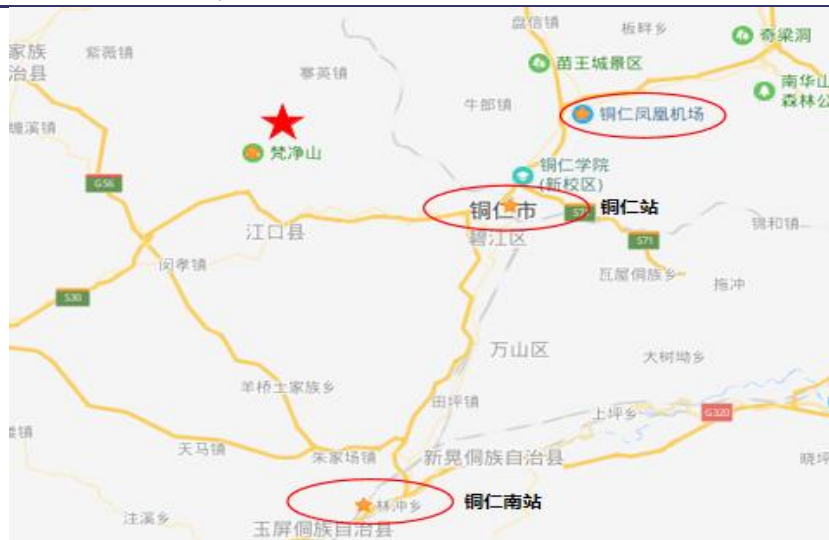 盘信镇
板畔乡
奇梁洞
家族
治县
紫薇镇
苗王城景区
寨英镇
南华山
森林公
牛郎镇
铜仁凤凰机场
缠溪镇
梵净山
铜仁学院
(新校区)
G56
铜仁市
铜仁站
江口县
碧江区
锦和镇
S71
闵孝镇
瓦屋侗族乡
拖冲
S30
万山区
大树坳乡
羊桥土家族乡
田坪镇
上坪乡
G320
楼镇
天马镇
朱家场镇
新晃侗族自治县
晓坪
林冲乡
铜仁南站
注溪乡
玉屏侗族自治县